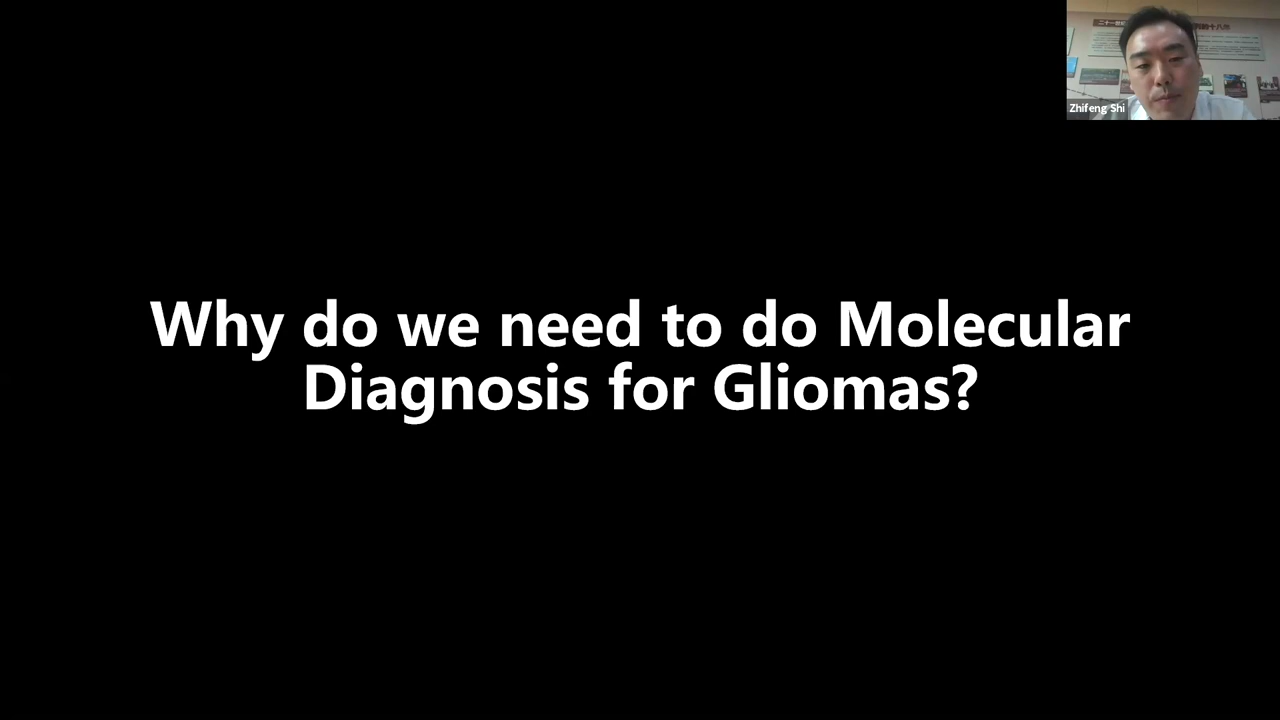 Zhifeng Shi
Why do we need to do Molecular
Diagnosis for Gliomas?